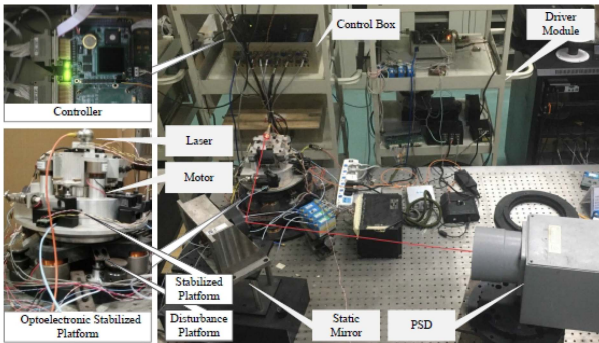 Control Box
Driver
Module
Controller
Laser
Motor
Stabilized
Platform
Optoelectronic Stabilized
Platform
Disturbance
Platform
Static
Mirror
PSD